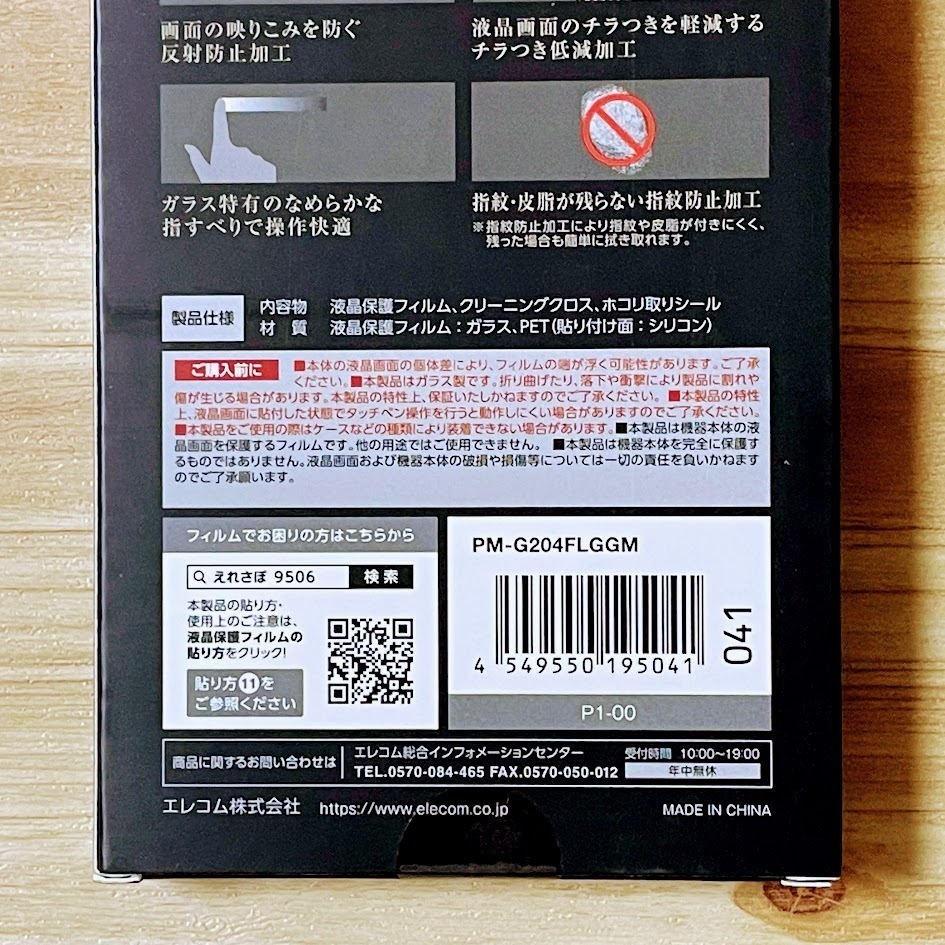 画面の映りこみを防ぐ
反射防止加工
液晶画面のチラつきを軽減する
チラつき低減加工
ガラス特有のなめらかな
指すべりで操作快適
指紋・皮脂が残らない指紋防止加工
※指紋防止加工により指紋や皮脂が付きにくく、
残った場合も簡単に拭き取れます。
製品仕様
内容物 液晶保護フィルム、クリーニングクロス、ホコリ取りシール
材 質 液晶保護フィルム：ガラス、PET（貼り付け面：シリコン）
ご購入前に ■本体の液晶画面の個体差により、フィルムの端が浮く可能性があります。ご了承
ください。■本製品はガラス製です。折り曲げたり、落下や衝撃により製品に割れや
傷が生じる場合があります。本製品の特性上、保証いたしかねますのでご了承ください。 ■本製品の特性
上、液晶画面に貼付した状態でタッチペン操作を行うと動作しにくい場合がありますのでご了承ください。
■本製品をご使用の際はケースなどの種類により装着できない場合があります。■本製品は機器本体の液
晶画面を保護するフィルムです。他の用途ではご使用できません。 ■本製品は機器本体を完全に保護す
るものではありません。液晶画面および機器本体の破損や損傷等については一切の責任を負いかねます
のでご了承願います。
フィルムでお困りの方はこちらから
えれさぽ 9506 検索
本製品の貼り方・
使用上のご注意は、
液晶保護フィルムの
貼り方をクリック!
貼り方⑪を
ご参照ください
PM-G204FLGGM
4 549550 195041
041
P1-00
商品に関するお問い合わせは
エレコム総合インフォメーションセンター
TEL.0570-084-465 FAX.0570-050-012
受付時間 10:00～19:00
年中無休
エレコム株式会社 https://www.elecom.co.jp MADE IN CHINA